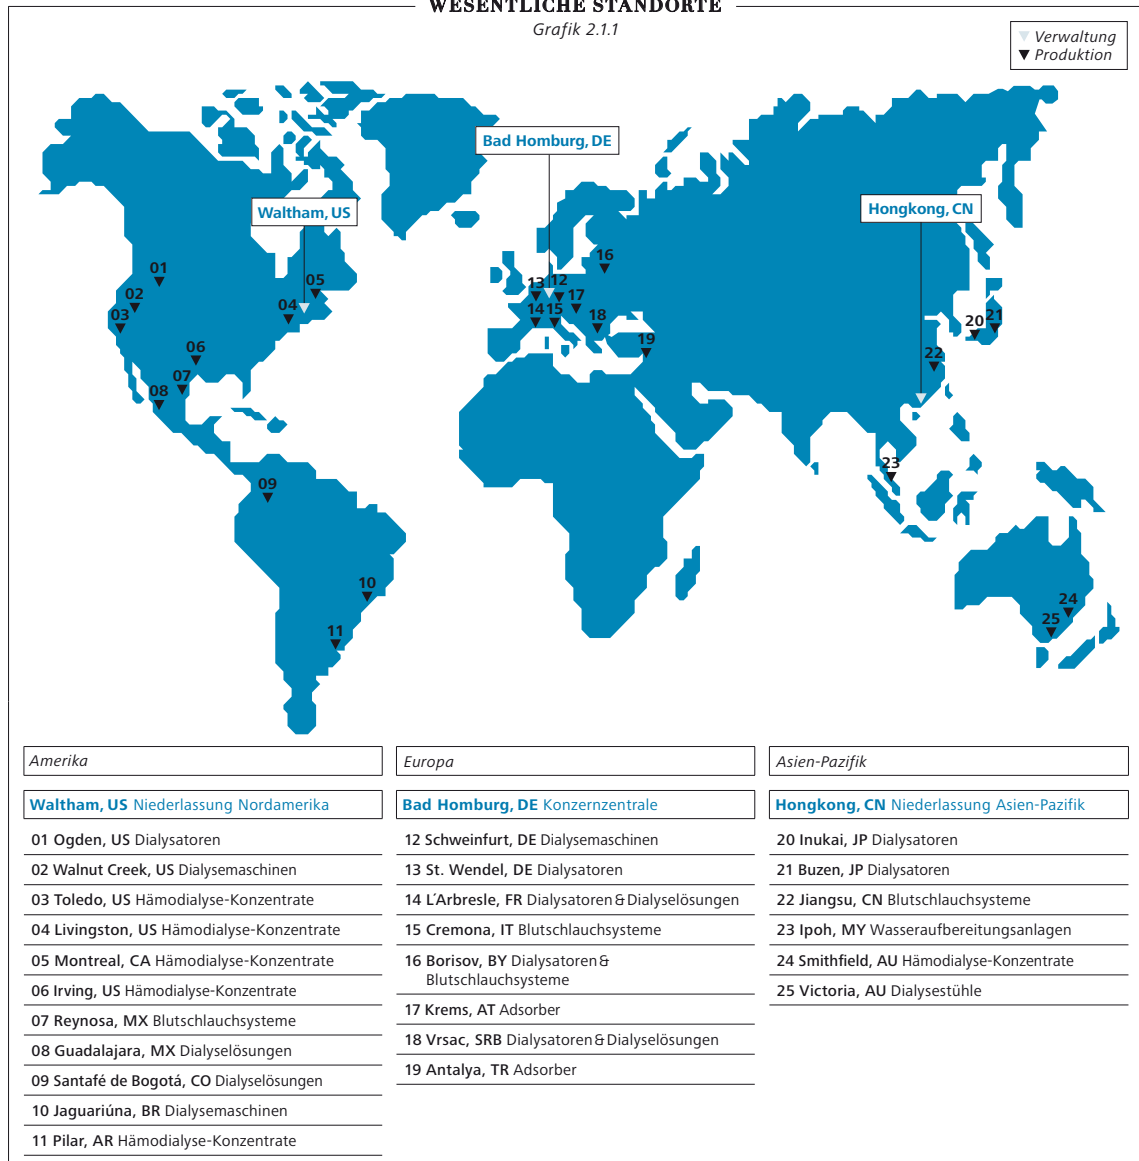 WESENTLICHE STANDORTE
Grafik 2.1.1
Verwaltung
Produktion
Bad Homburg, DE
Waltham, US
Hongkong, CN
01
02
03
04
05
06
07
08
09
10
11
12
13
14
15
16
17
18
19
20
21
22
23
24
25
Amerika
Waltham, US Niederlassung Nordamerika
01 Ogden, US Dialysatoren
02 Walnut Creek, US Dialysemaschinen
03 Toledo, US Hämodialyse-Konzentrate
04 Livingston, US Hämodialyse-Konzentrate
05 Montreal, CA Hämodialyse-Konzentrate
06 Irving, US Hämodialyse-Konzentrate
07 Reynosa, MX Blutschlauchsysteme
08 Guadalajara, MX Dialyselösungen
09 Santafé de Bogotá, CO Dialyselösungen
10 Jaguariúna, BR Dialysemaschinen
11 Pilar, AR Hämodialyse-Konzentrate
Europa
Bad Homburg, DE Konzernzentrale
12 Schweinfurt, DE Dialysemaschinen
13 St. Wendel, DE Dialysatoren
14 L´Arbresle, FR Dialysatoren & Dialyselösungen
15 Cremona, IT Blutschlauchsysteme
16 Borisov, BY Dialysatoren &
Blutschlauchsysteme
17 Krems, AT Adsorber
18 Vrsac, SRB Dialysatoren & Dialyselösungen
19 Antalya, TR Adsorber
Asien-Pazifik
Hongkong, CN Niederlassung Asien-Pazifik
20 Inukai, JP Dialysatoren
21 Buzen, JP Dialysatoren
22 Jiangsu, CN Blutschlauchsysteme
23 Ipoh, MY Wasseraufbereitungsanlagen
24 Smithfield, AU Hämodialyse-Konzentrate
25 Victoria, AU Dialysestühle